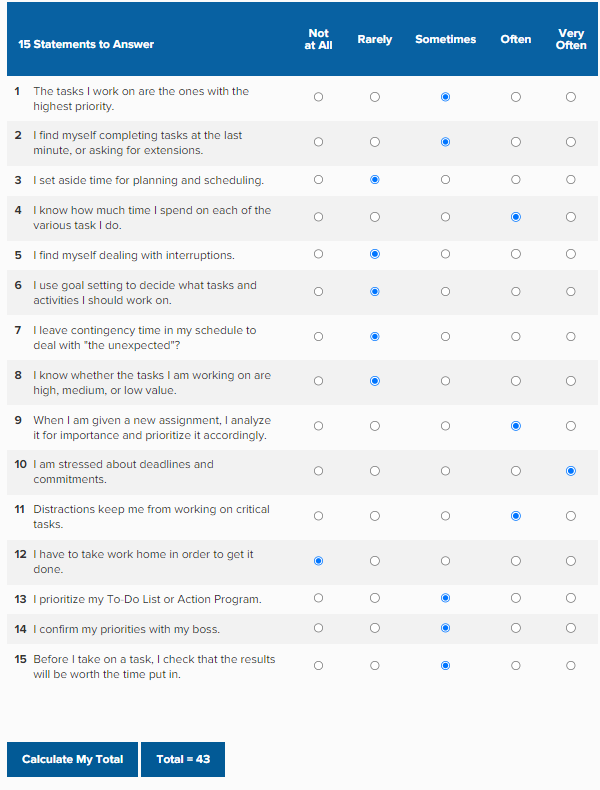 15 Statements to Answer
Not at All
Rarely
Sometimes
Often
Very Often
1 The tasks I work on are the ones with the
highest priority.
2 I find myself completing tasks at the last
minute, or asking for extensions.
3 I set aside time for planning and scheduling.
4 I know how much time I spend on each of the
various task I do.
5 I find myself dealing with interruptions.
6 I use goal setting to decide what tasks and
activities I should work on.
7 I leave contingency time in my schedule to
deal with "the unexpected"?
8 I know whether the tasks I am working on are
high, medium, or low value.
9 When I am given a new assignment, I analyze
it for importance and prioritize it accordingly.
10 I am stressed about deadlines and
commitments.
11 Distractions keep me from working on critical
tasks.
12 I have to take work home in order to get it
done.
13 I prioritize my To-Do List or Action Program.
14 I confirm my priorities with my boss.
15 Before I take on a task, I check that the results
will be worth the time put in.
Calculate My Total
Total = 43